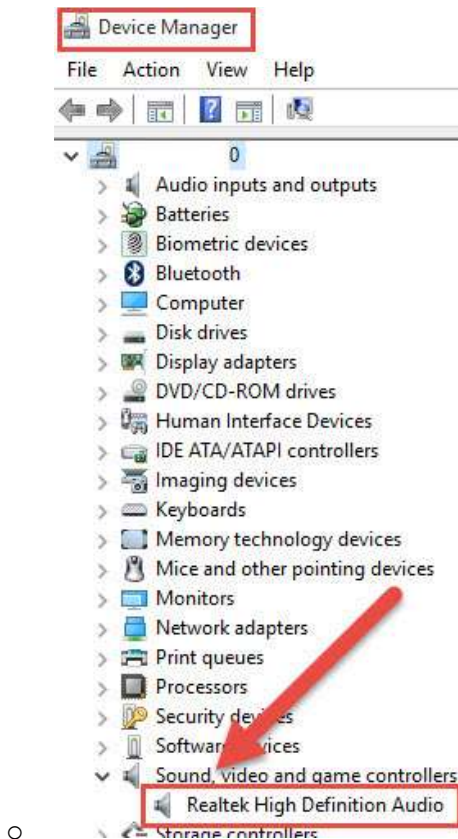 Device Manager
File Action View Help
0
Audio inputs and outputs
Batteries
Biometric devices
Bluetooth
Computer
Disk drives
Display adapters
DVD/CD-ROM drives
Human Interface Devices
IDE ATA/ATAPI controllers
Imaging devices
Keyboards
Memory technology devices
Mice and other pointing devices
Monitors
Network adapters
Print queues
Processors
Security devices
Software devices
Sound, video and game controllers
Realtek High Definition Audio
Storage controllers